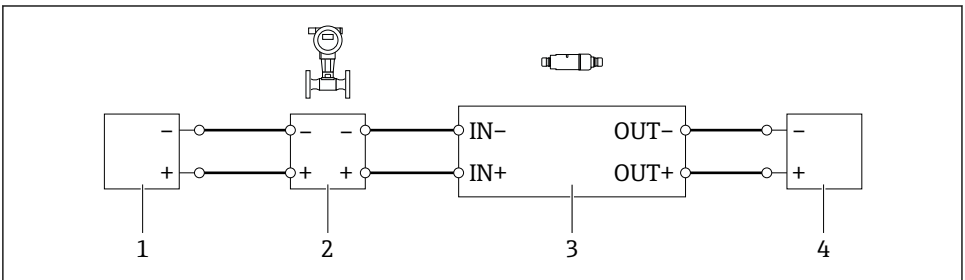 − − − IN− OUT− −
+ + + IN+ OUT+ +
1 2 3 4